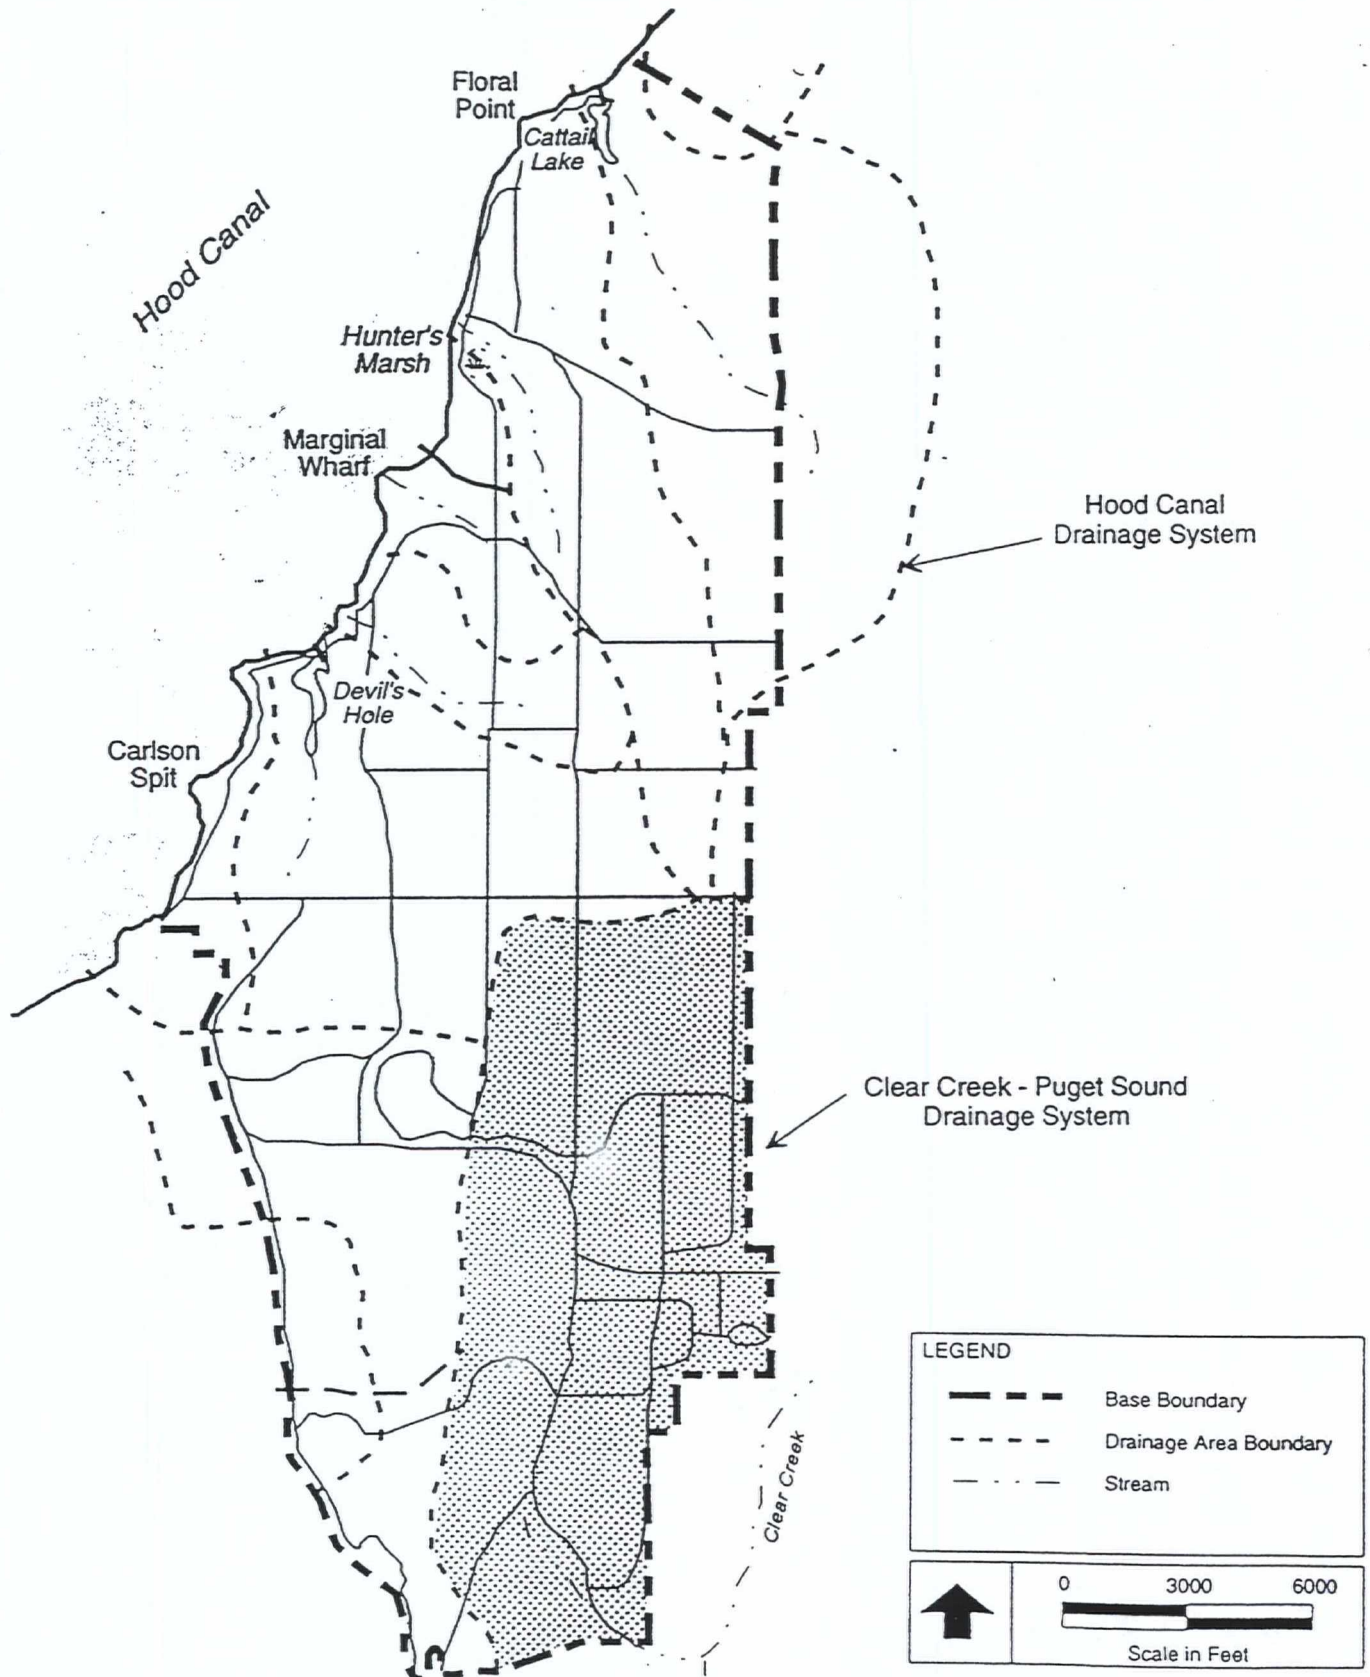 Floral
Point
Cattail
Lake
Hood Canal
Hunter's
Marsh
Marginal
Wharf
Hood Canal
Drainage System
Devil's
Hole
Carlson
Spit
Clear Creek - Puget Sound
Drainage System
Clear Creek
LEGEND
Base Boundary
Drainage Area Boundary
Stream
0 3000 6000
Scale in Feet